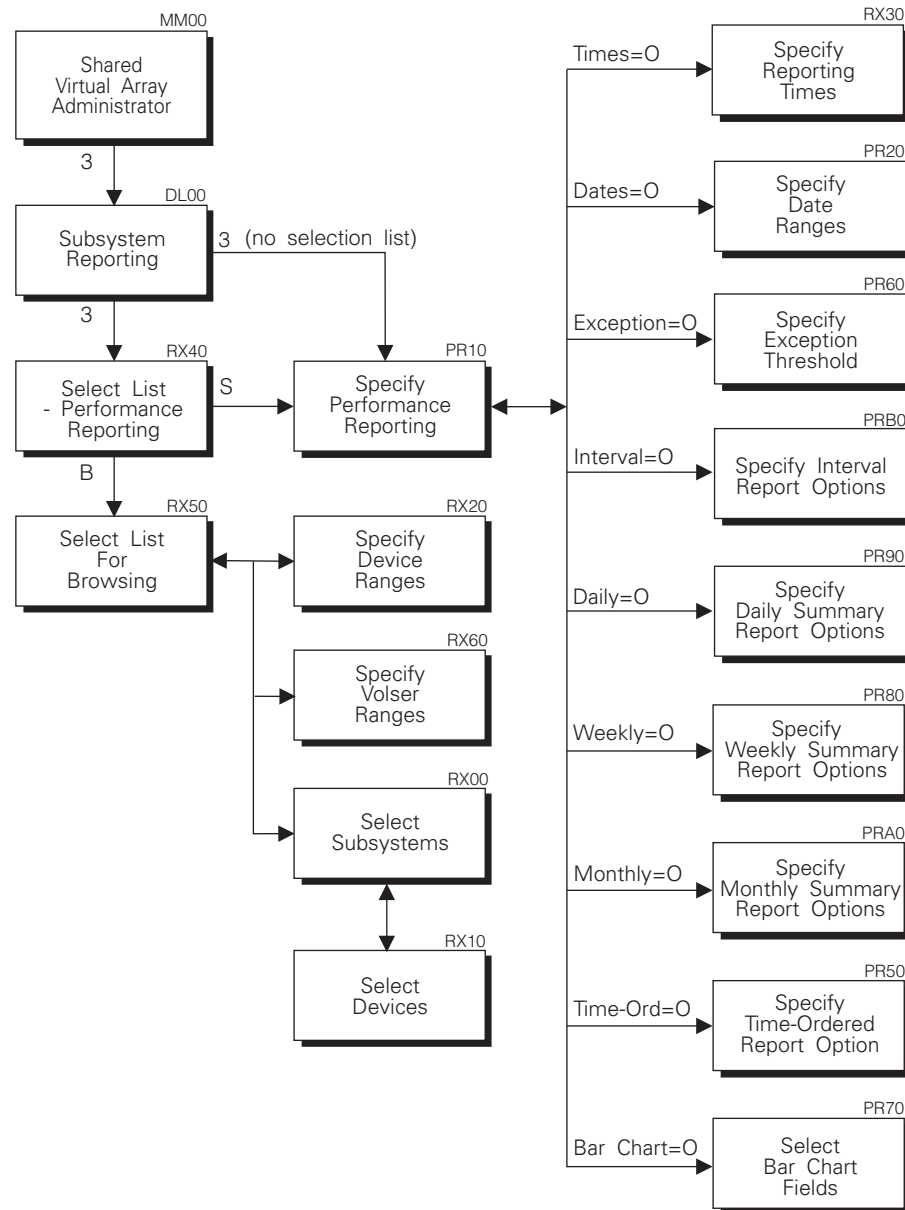 MM00
Shared
Virtual Array
Administrator
3
DL00
Subsystem
Reporting
3 (no selection list)
3
RX40
Select List
- Performance
Reporting
S
B
PR10
Specify
Performance
Reporting
RX50
Select List
For
Browsing
RX20
Specify
Device
Ranges
RX60
Specify
Volser
Ranges
RX00
Select
Subsystems
RX10
Select
Devices
Times=O
RX30
Specify
Reporting
Times
Dates=O
PR20
Specify
Date
Ranges
Exception=O
PR60
Specify
Exception
Threshold
Interval=O
PRB0
Specify Interval
Report Options
Daily=O
PR90
Specify
Daily Summary
Report Options
Weekly=O
PR80
Specify
Weekly Summary
Report Options
Monthly=O
PRA0
Specify
Monthly Summary
Report Options
Time-Ord=O
PR50
Specify
Time-Ordered
Report Option
Bar Chart=O
PR70
Select
Bar Chart
Fields